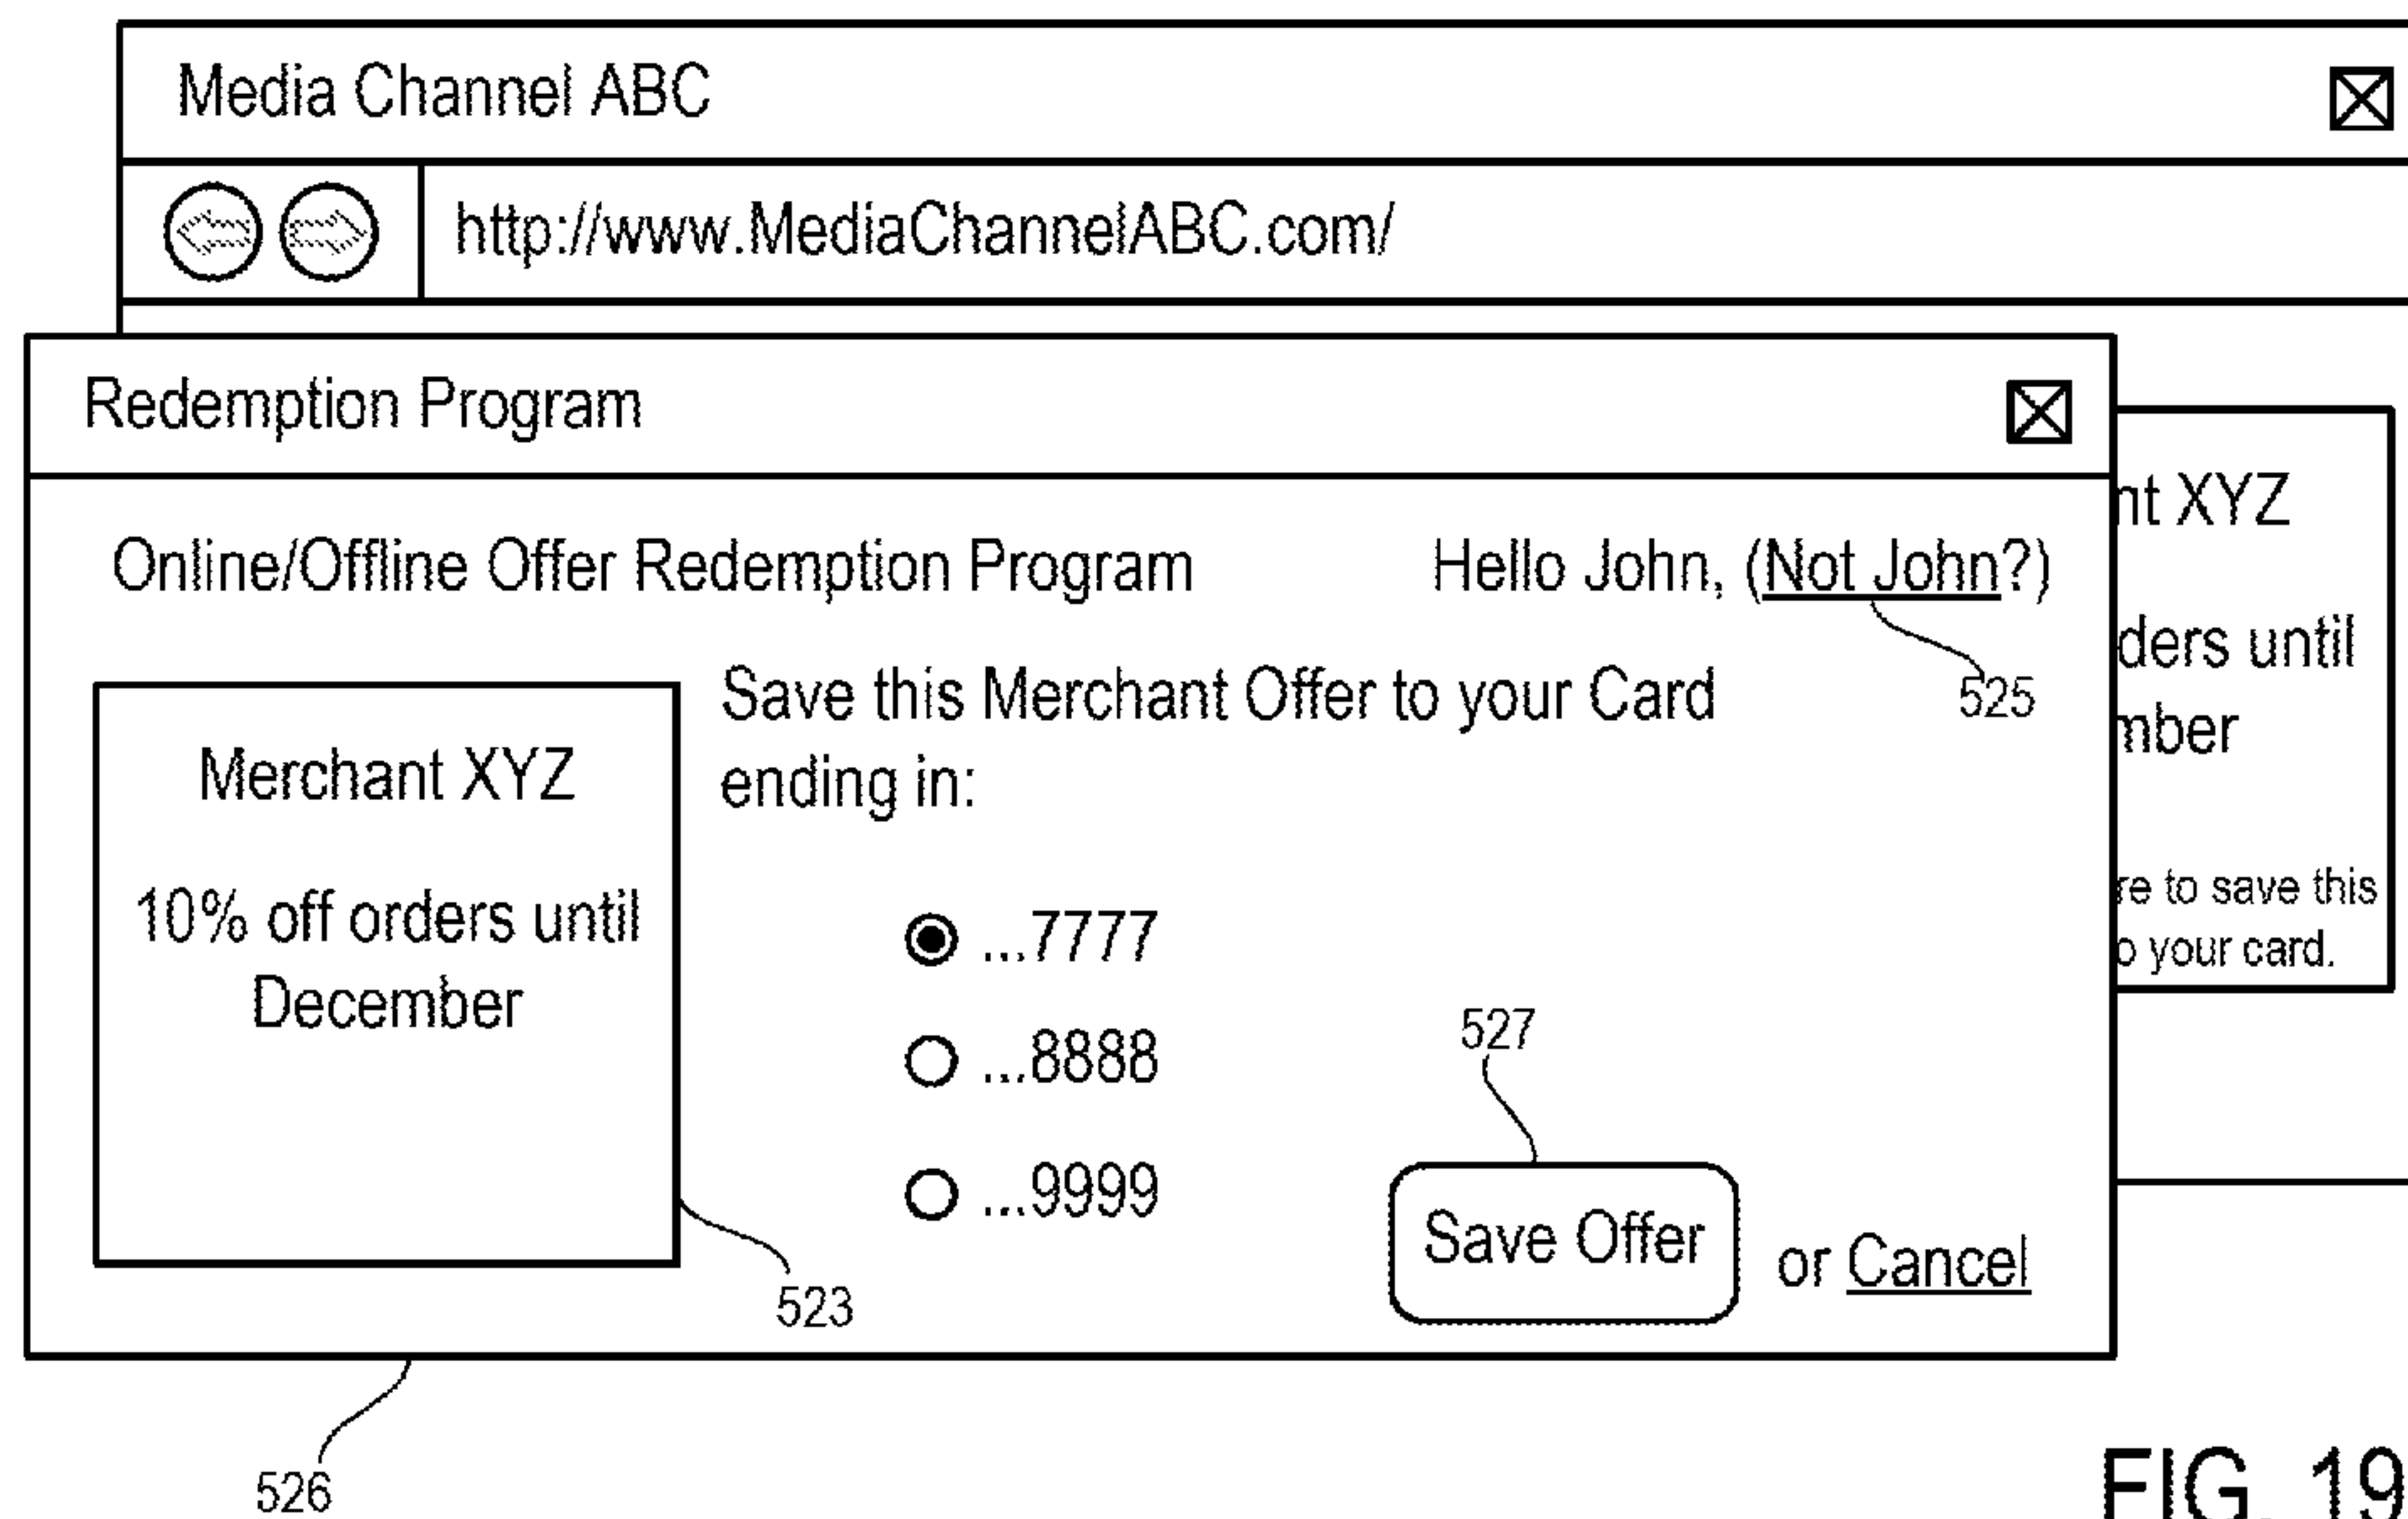 Media Channel ABC
http://www.MediaChannelABC.com/
Redemption Program
Online/Offline Offer Redemption Program
Hello John, (Not John?)
525
Save this Merchant Offer to your Card
ending in:
Merchant XYZ
10% off orders until
December
523
...7777
...8888
...9999
527
Save Offer
or Cancel
nt XYZ
ders until
mber
re to save this
o your card.
526
FIG. 19